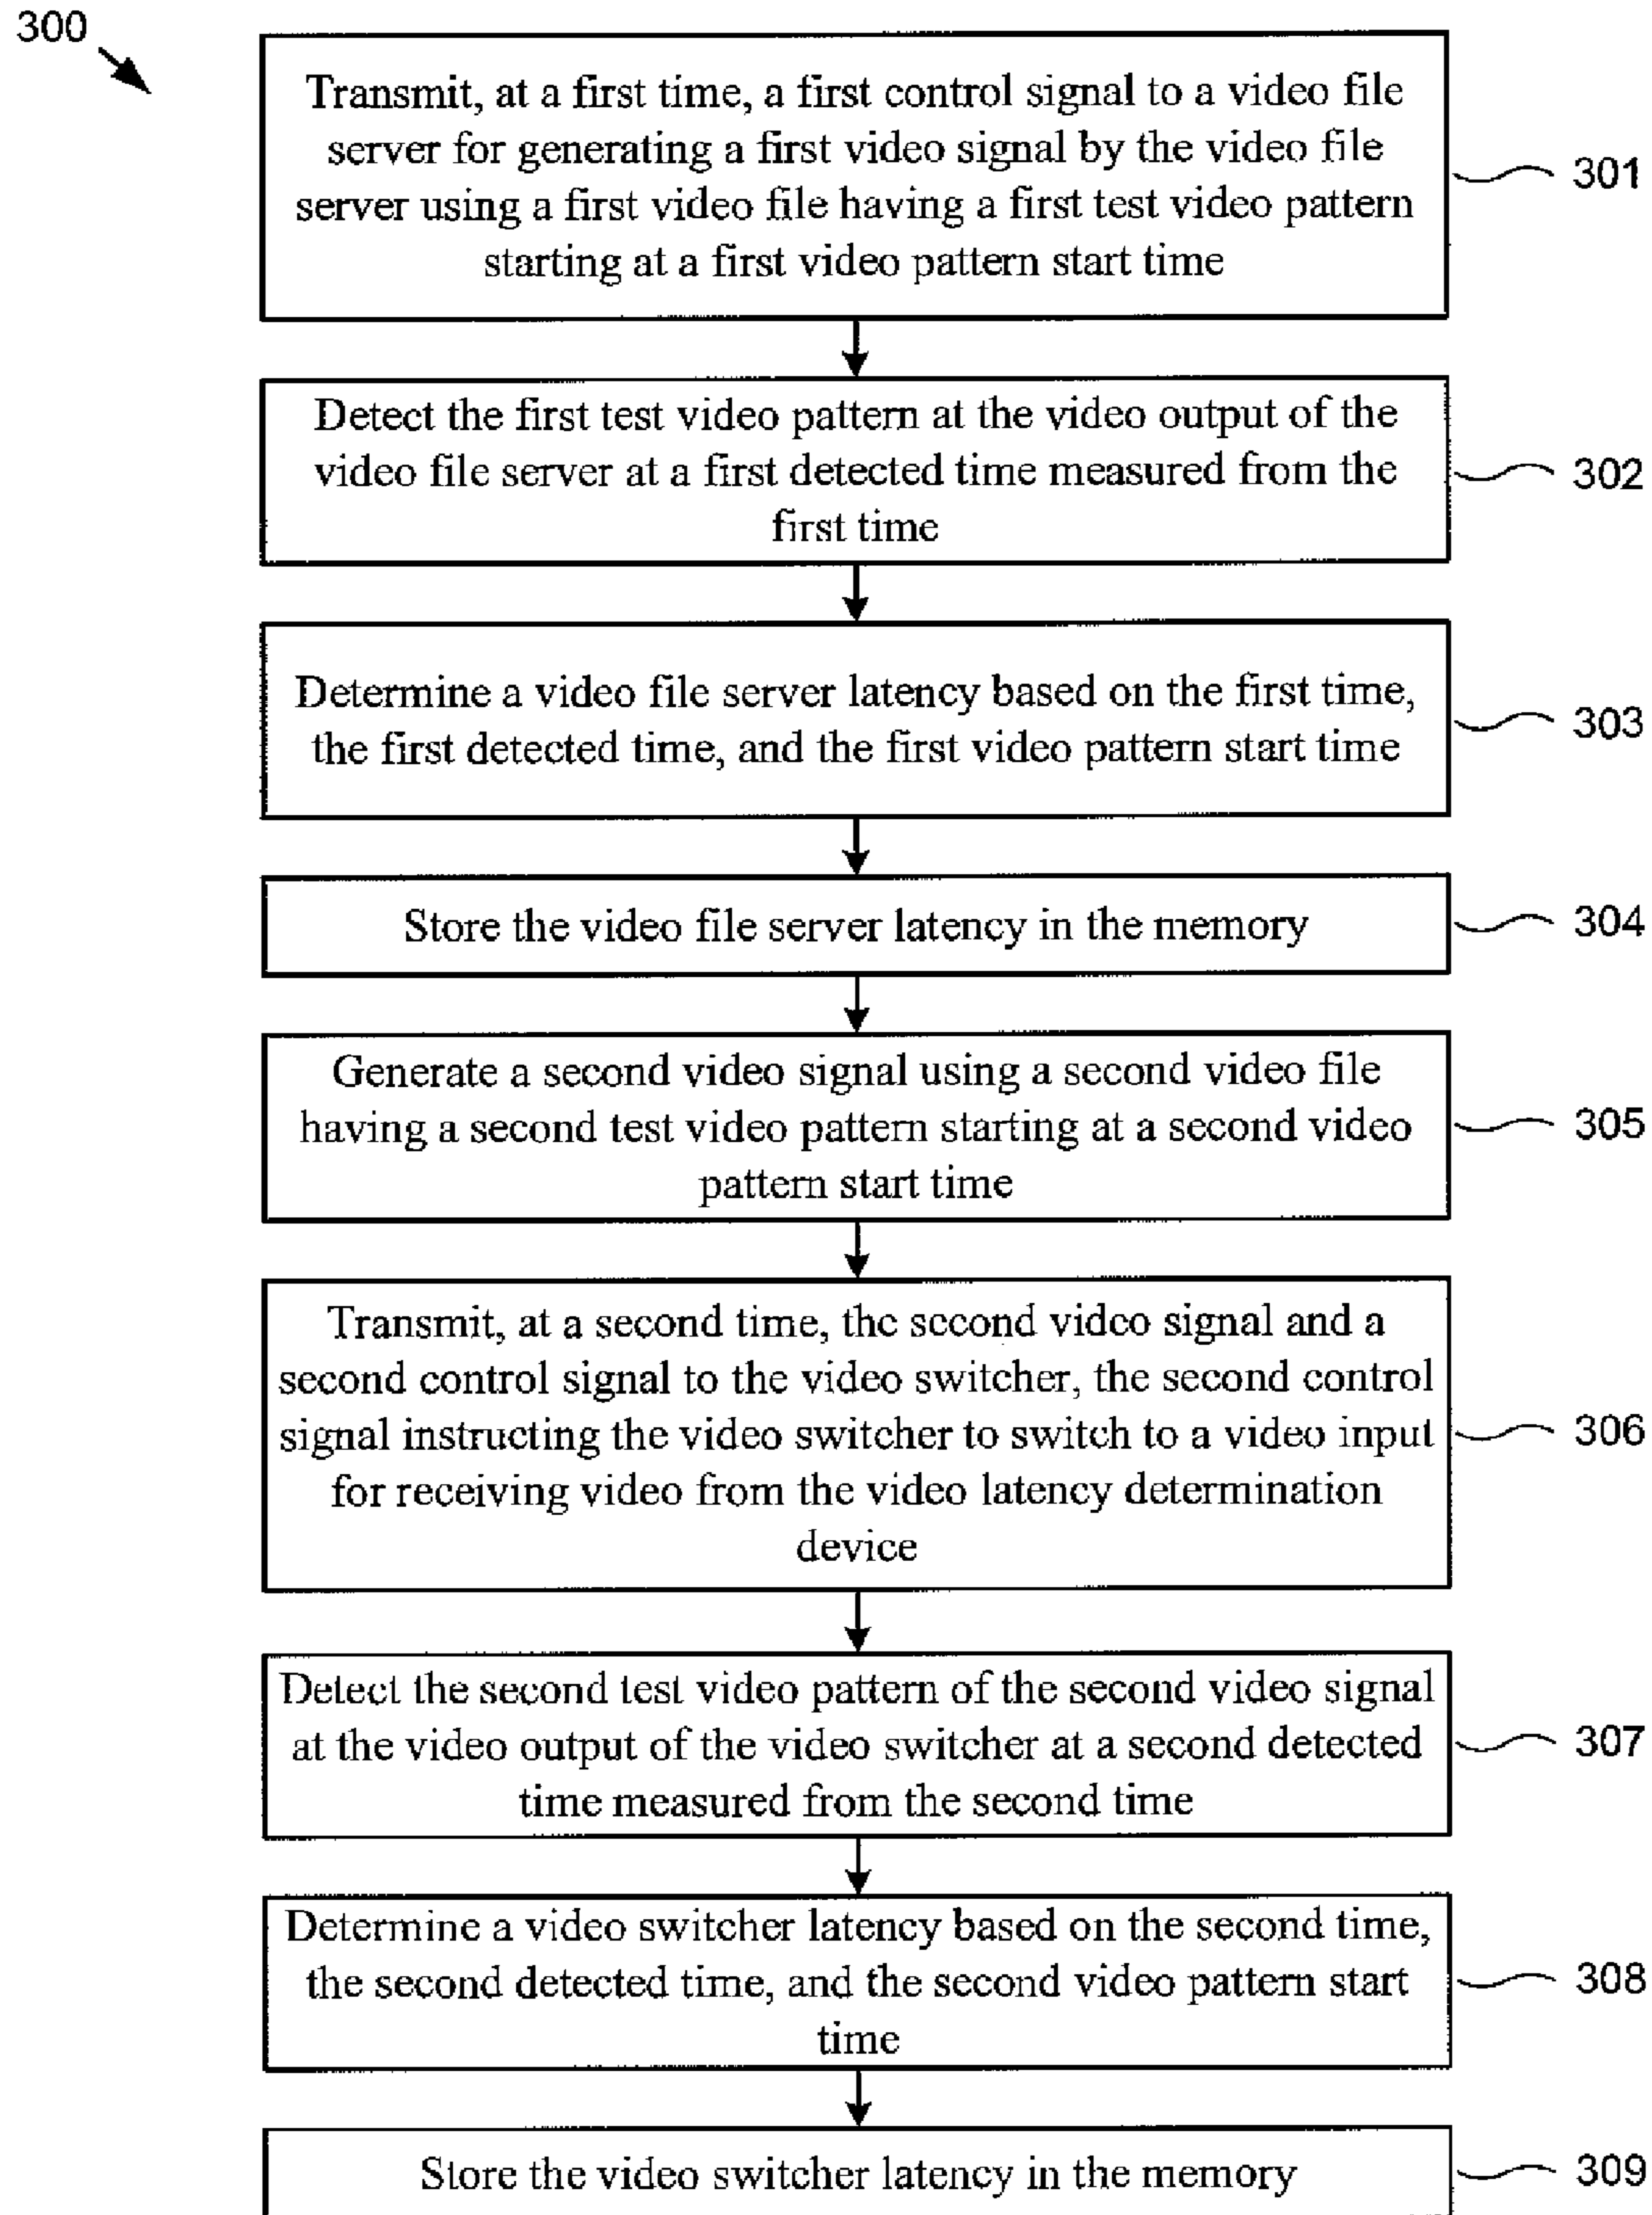 300
Transmit, at a first time, a first control signal to a video file
server for generating a first video signal by the video file
server using a first video file having a first test video pattern
starting at a first video pattern start time
301
Detect the first test video pattern at the video output of the
video file server at a first detected time measured from the
first time
302
Determine a video file server latency based on the first time,
the first detected time, and the first video pattern start time
303
Store the video file server latency in the memory
304
Generate a second video signal using a second video file
having a second test video pattern starting at a second video
pattern start time
305
Transmit, at a second time, the second video signal and a
second control signal to the video switcher, the second control
signal instructing the video switcher to switch to a video input
for receiving video from the video latency determination
device
306
Detect the second test video pattern of the second video signal
at the video output of the video switcher at a second detected
time measured from the second time
307
Determine a video switcher latency based on the second time,
the second detected time, and the second video pattern start
time
308
Store the video switcher latency in the memory
309